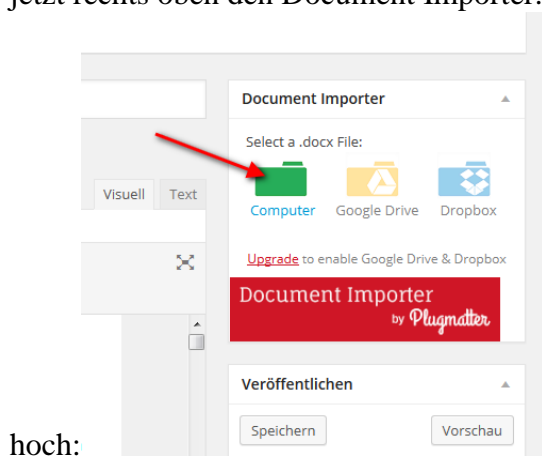 jetzt rechts oben den Document Importer.
Document Importer
Select a .docx File:
Computer Google Drive Dropbox
Visuell Text
Upgrade to enable Google Drive & Dropbox
Document Importer
by Plugmatter
Veröffentlichen
Speichern Vorschau
hoch: